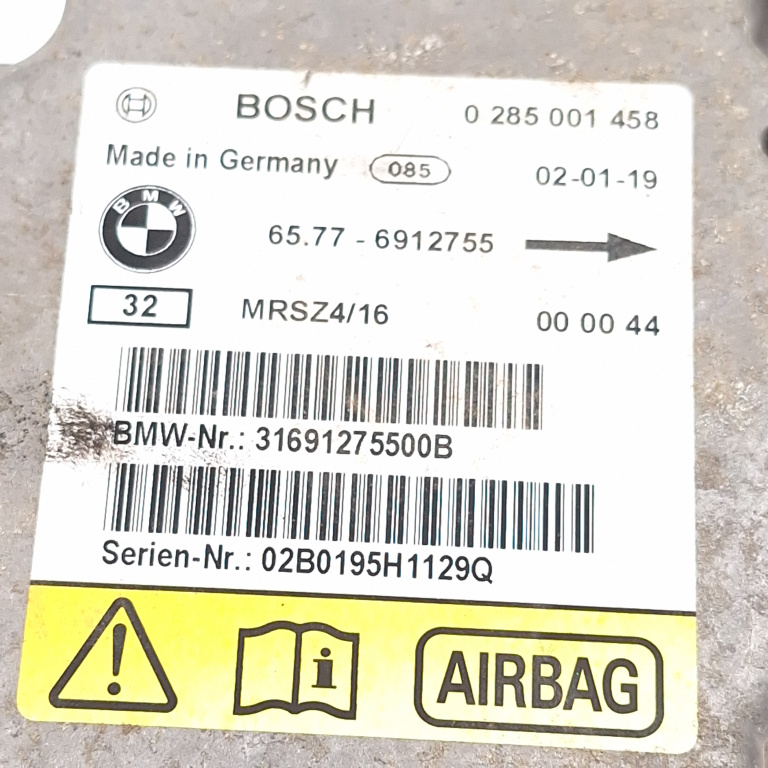 BOSCH 0 285 001 458
Made in Germany 085 02-01-19
BMW 65.77 - 6912755
32 MRSZ4/16 00 00 44
BMW-Nr.: 31691275500B
Serien-Nr.: 02B0195H1129Q
AIRBAG